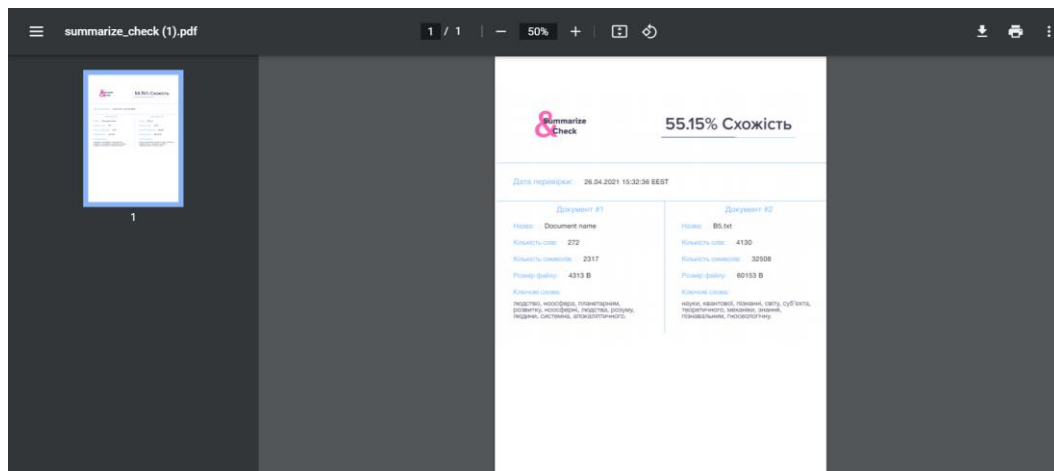 summarize_check (1).pdf
1 / 1
50%
1
Summarize
& Check
55.15% Схожість
Дата перевірки: 26.04.2021 15:32:36 EEST
Документ #1
Назва: Document name
Кількість слів: 272
Кількість символів: 2317
Розмір файлу: 4313 B
Ключові слова:
людство, ноосфера, планетарним,
розвитку, ноосферні, людства, розуму,
людини, системна, апокаліптичного.
Документ #2
Назва: B5.txt
Кількість слів: 4130
Кількість символів: 32508
Розмір файлу: 60153 B
Ключові слова:
науки, квантової, пізнанні, світу, суб'єкта,
теоретичного, механіки, знання,
пізнавальним, гносеологічну.